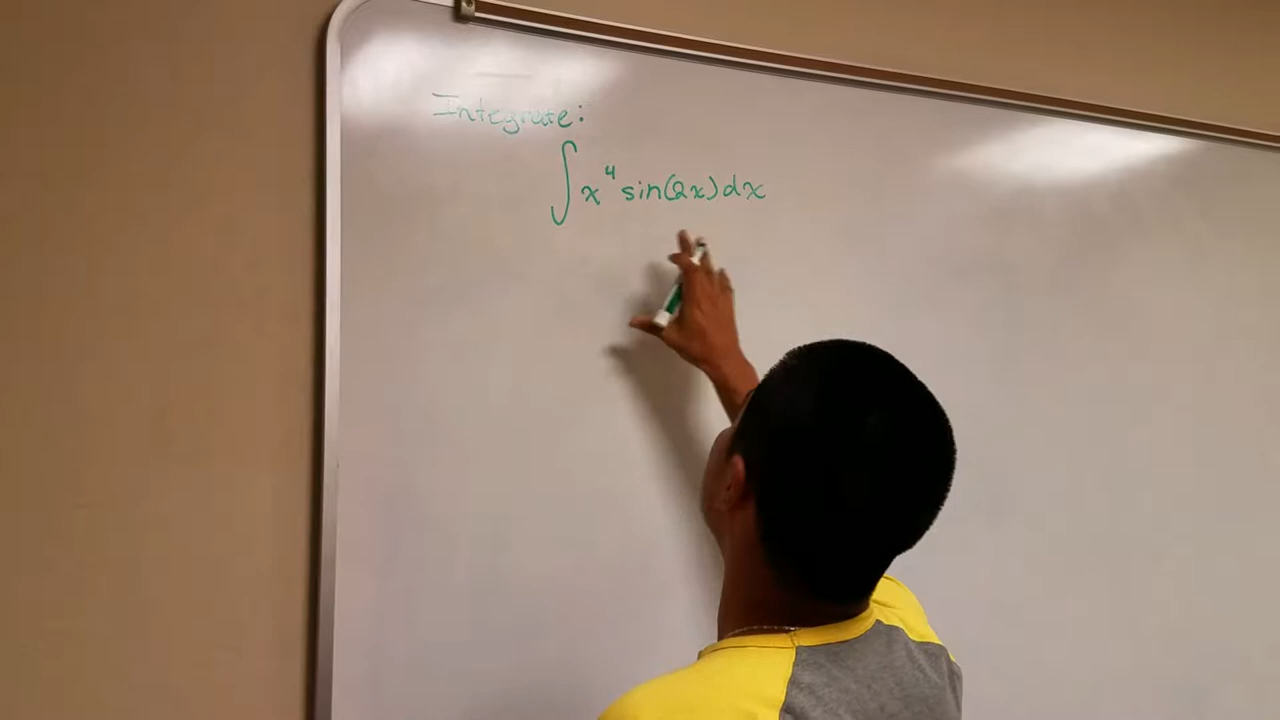 Integrate:
∫x⁴ sin(2x)dx